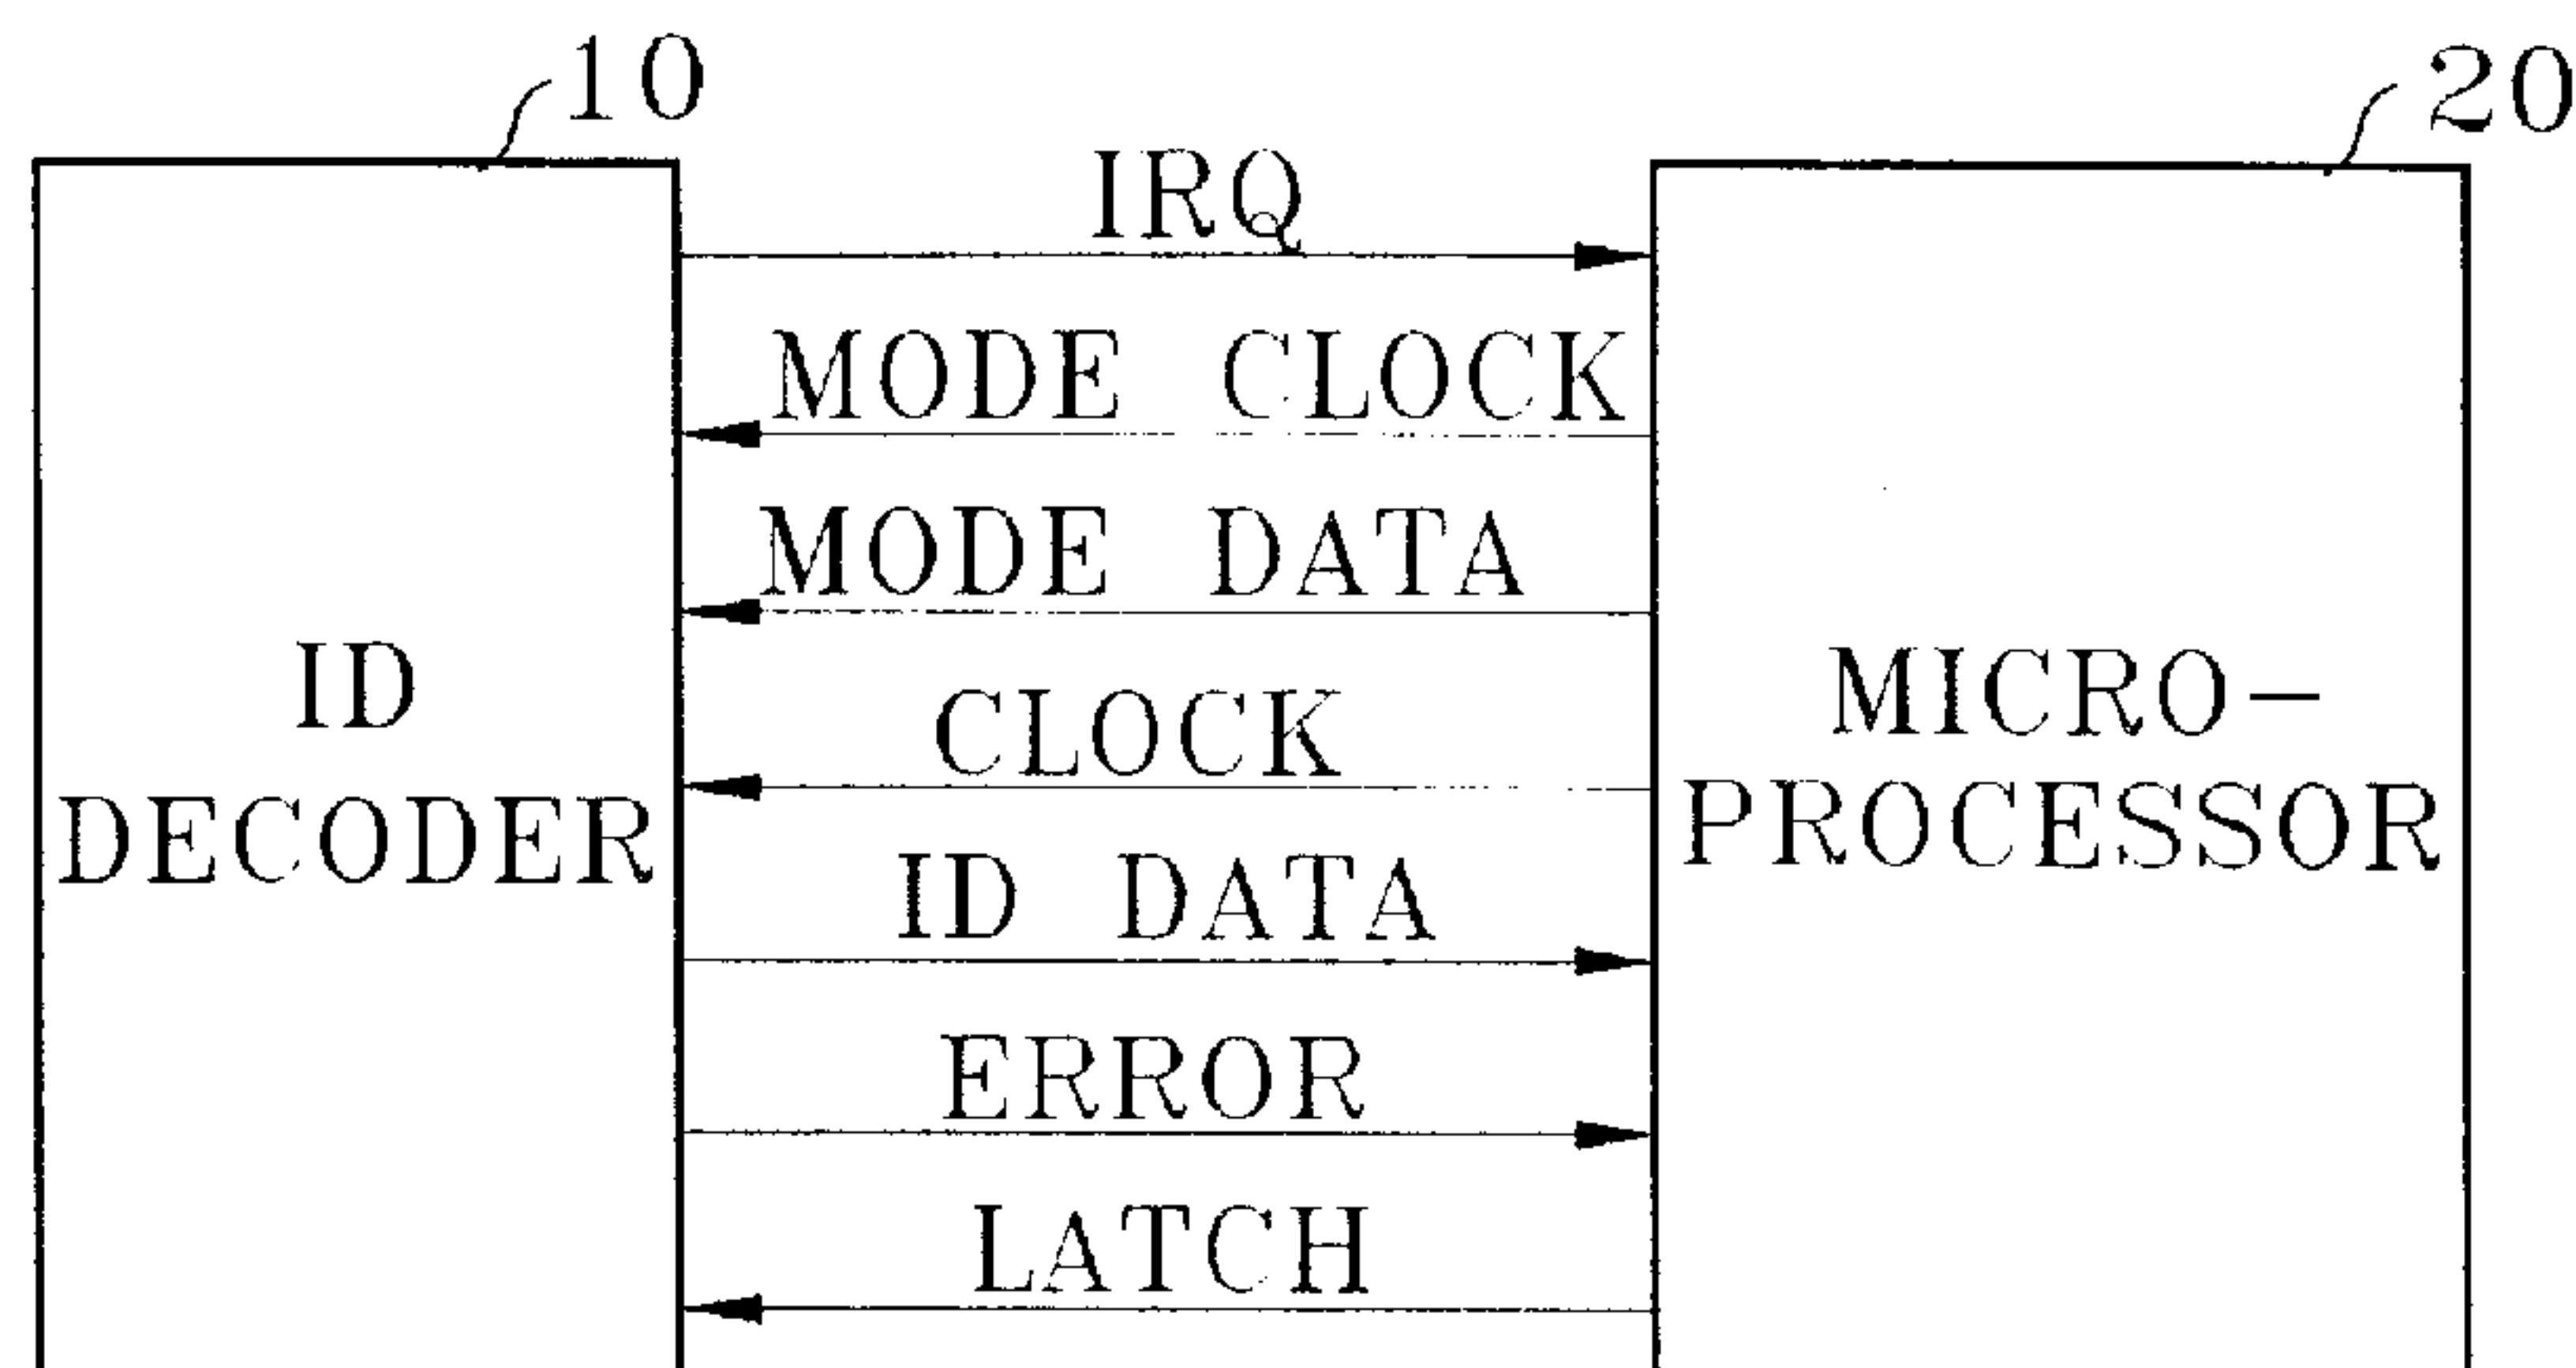 10
20
IRQ
MODE CLOCK
MODE DATA
CLOCK
ID DATA
ERROR
LATCH
ID
DECODER
MICRO-
PROCESSOR